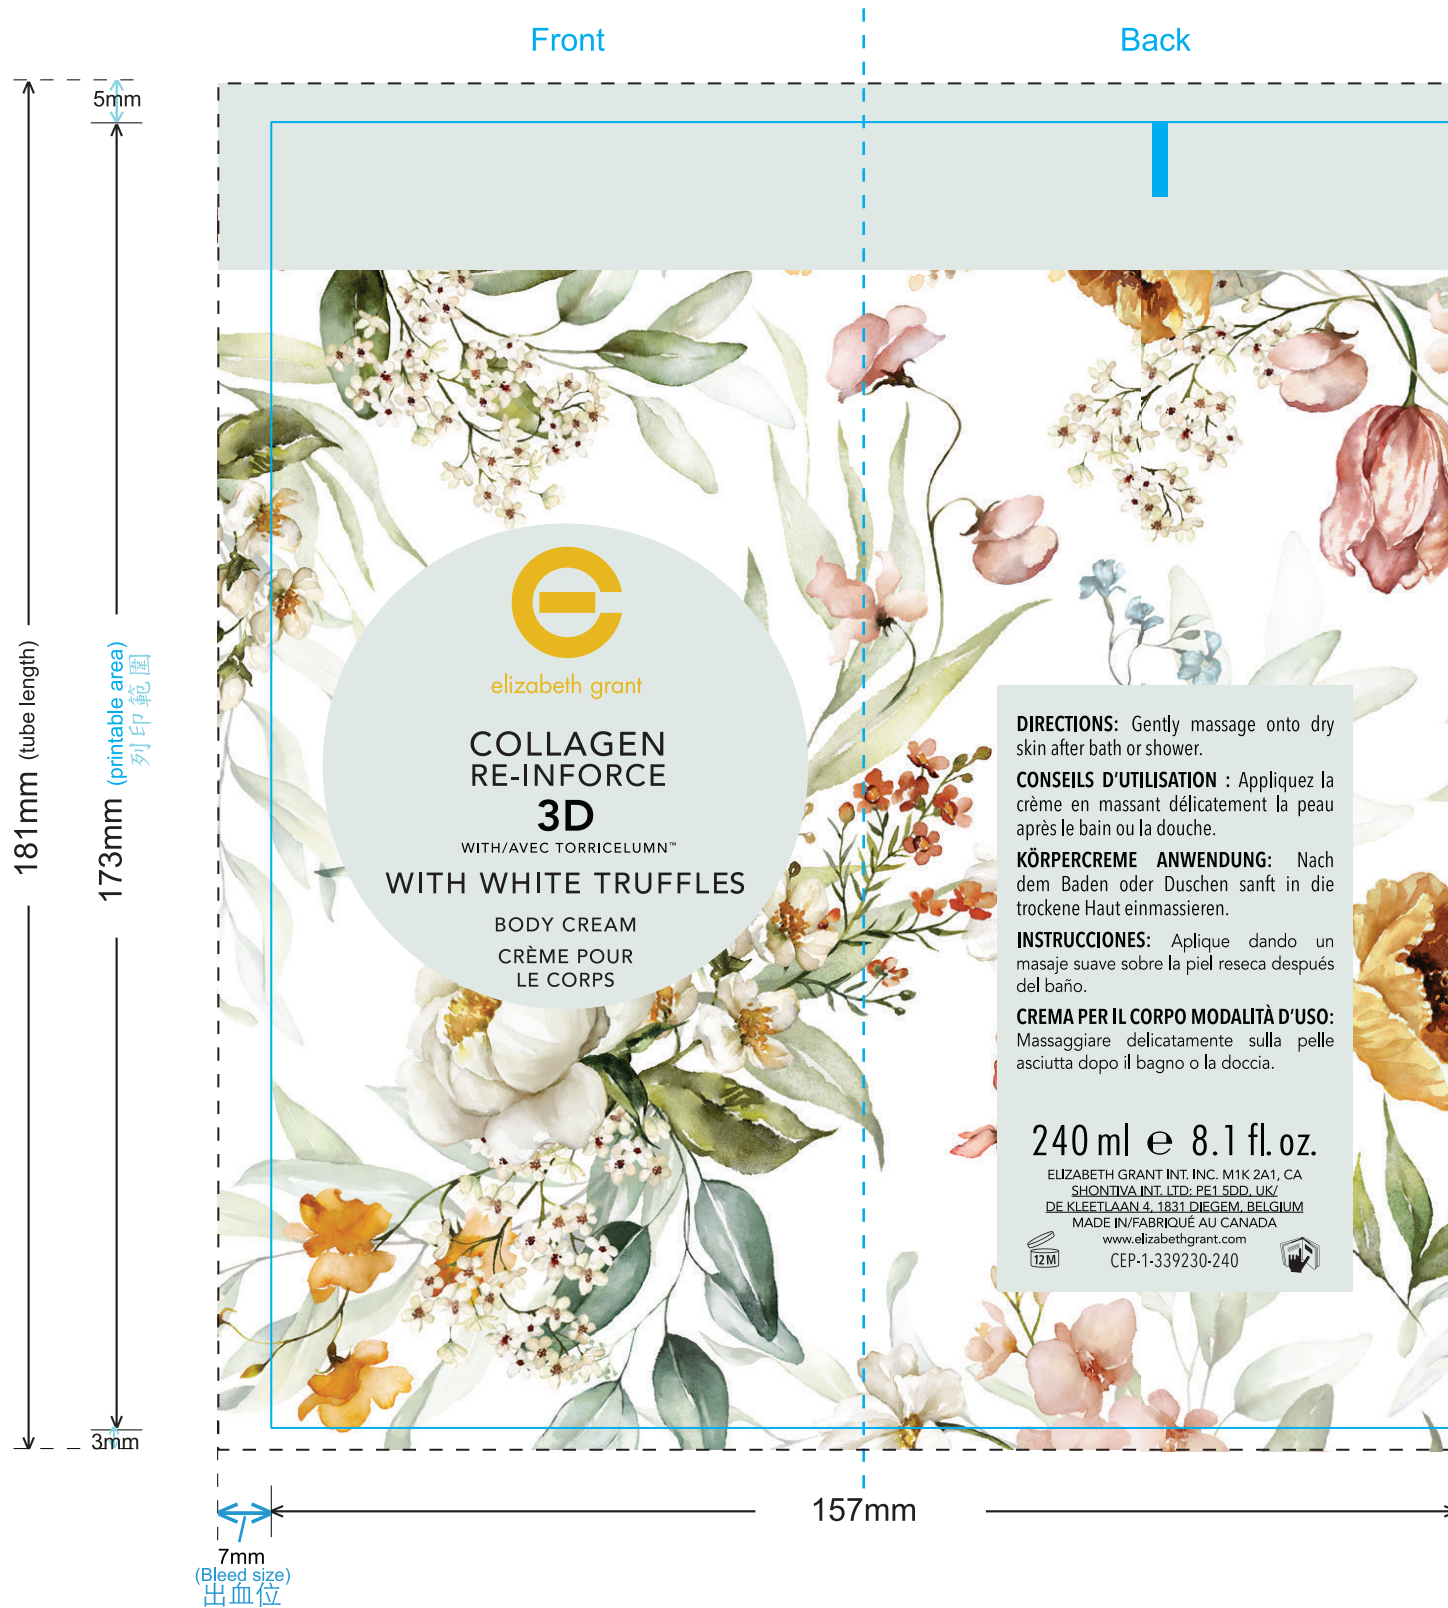 Front
Back
5mm
181mm (tube length)
173mm (printable area)
列印範圍
elizabeth grant
COLLAGEN
RE-INFORCE
3D
WITH/AVEC TORRICELUMN™
WITH WHITE TRUFFLES
BODY CREAM
CRÈME POUR
LE CORPS
DIRECTIONS: Gently massage onto dry
skin after bath or shower.
CONSEILS D'UTILISATION : Appliquez la
crème en massant délicatement la peau
après le bain ou la douche.
KÖRPERCREME ANWENDUNG: Nach
dem Baden oder Duschen sanft in die
trockene Haut einmassieren.
INSTRUCCIONES: Aplique dando un
masaje suave sobre la piel reseca después
del baño.
CREMA PER IL CORPO MODALITÀ D'USO:
Massaggiare delicatamente sulla pelle
asciutta dopo il bagno o la doccia.
240 ml ℮ 8.1 fl. oz.
ELIZABETH GRANT INT. INC. M1K 2A1, CA
SHONTIVA INT. LTD: PE1 5DD, UK/
DE KLEETLAAN 4, 1831 DIEGEM, BELGIUM
MADE IN/FABRIQUÉ AU CANADA
www.elizabethgrant.com
12 M
CEP-1-339230-240
3mm
157mm
7mm
(Bleed size)
出血位